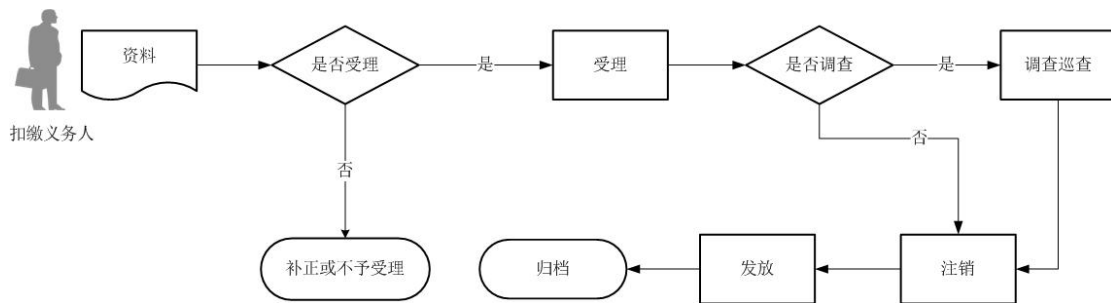 资料
是否受理
是
受理
是否调查
是
调查巡查
扣缴义务人
否
否
补正或不予受理
归档
发放
注销